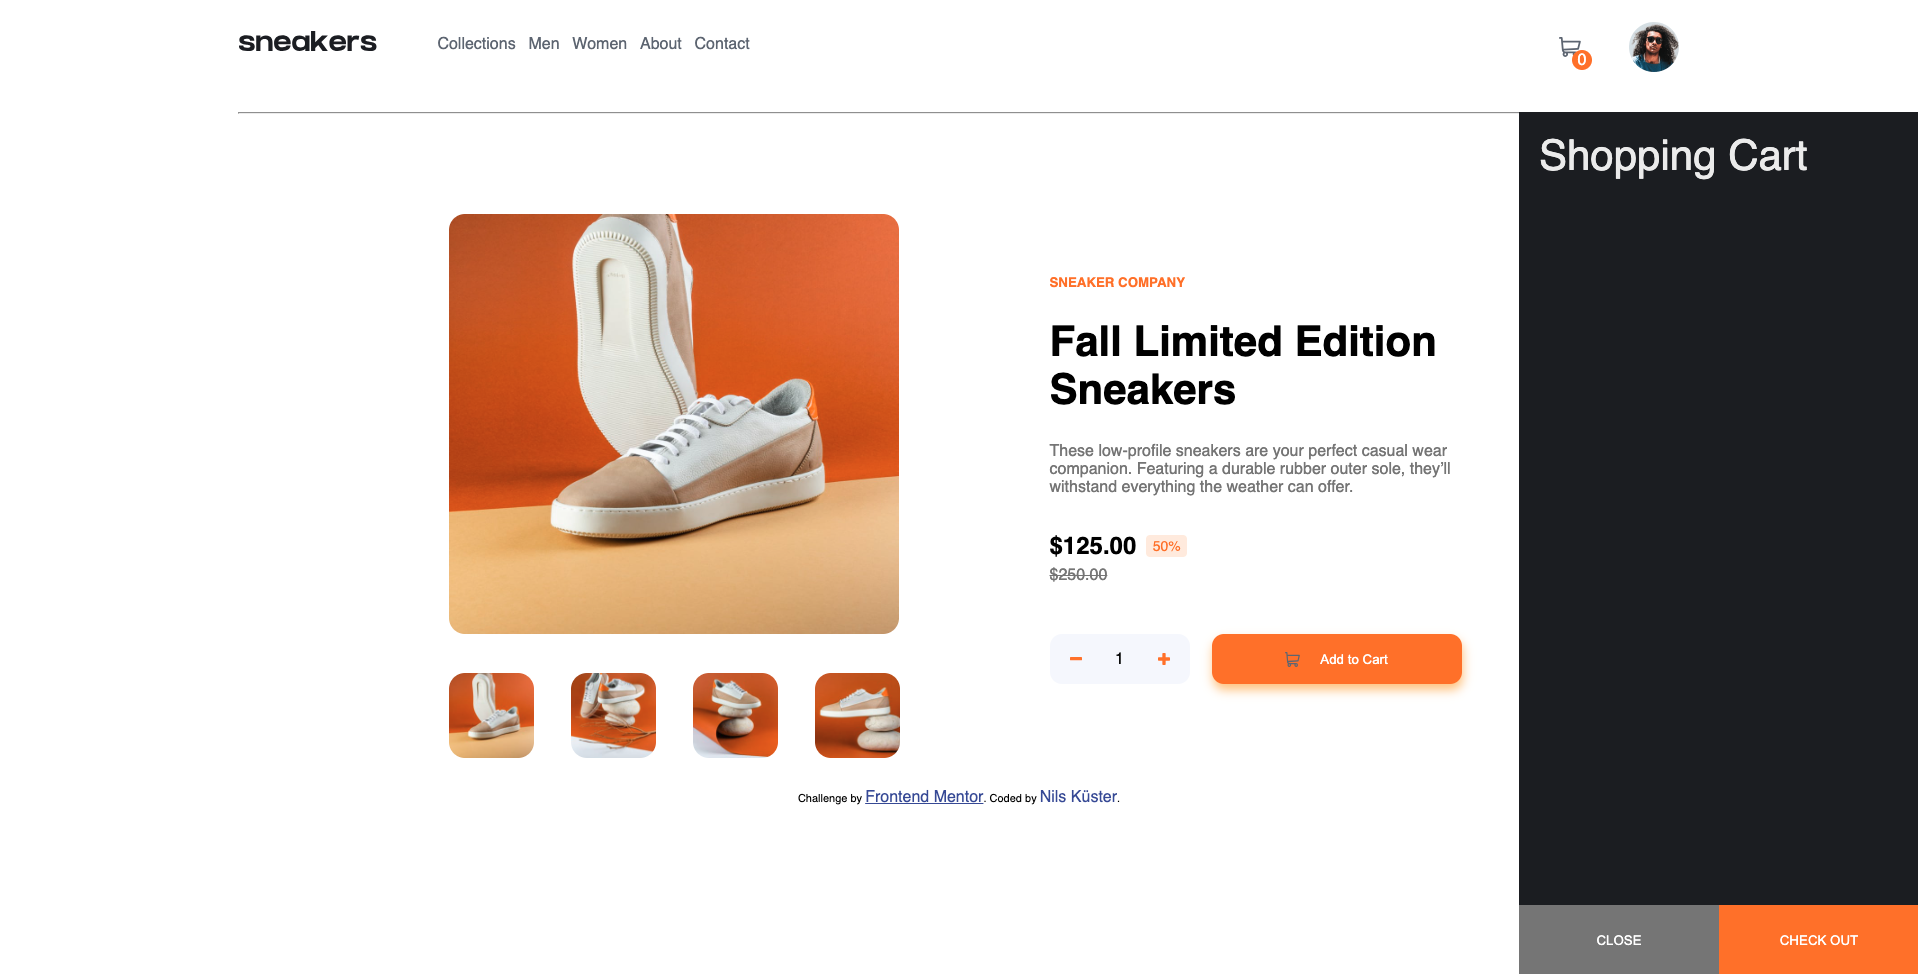 sneakers
Collections Men Women About Contact
0
Shopping Cart
SNEAKER COMPANY
Fall Limited Edition
Sneakers
These low-profile sneakers are your perfect casual wear
companion. Featuring a durable rubber outer sole, they’ll
withstand everything the weather can offer.
$125.00 50%
$250.00
1
Add to Cart
Challenge by Frontend Mentor. Coded by Nils Küster.
CLOSE
CHECK OUT